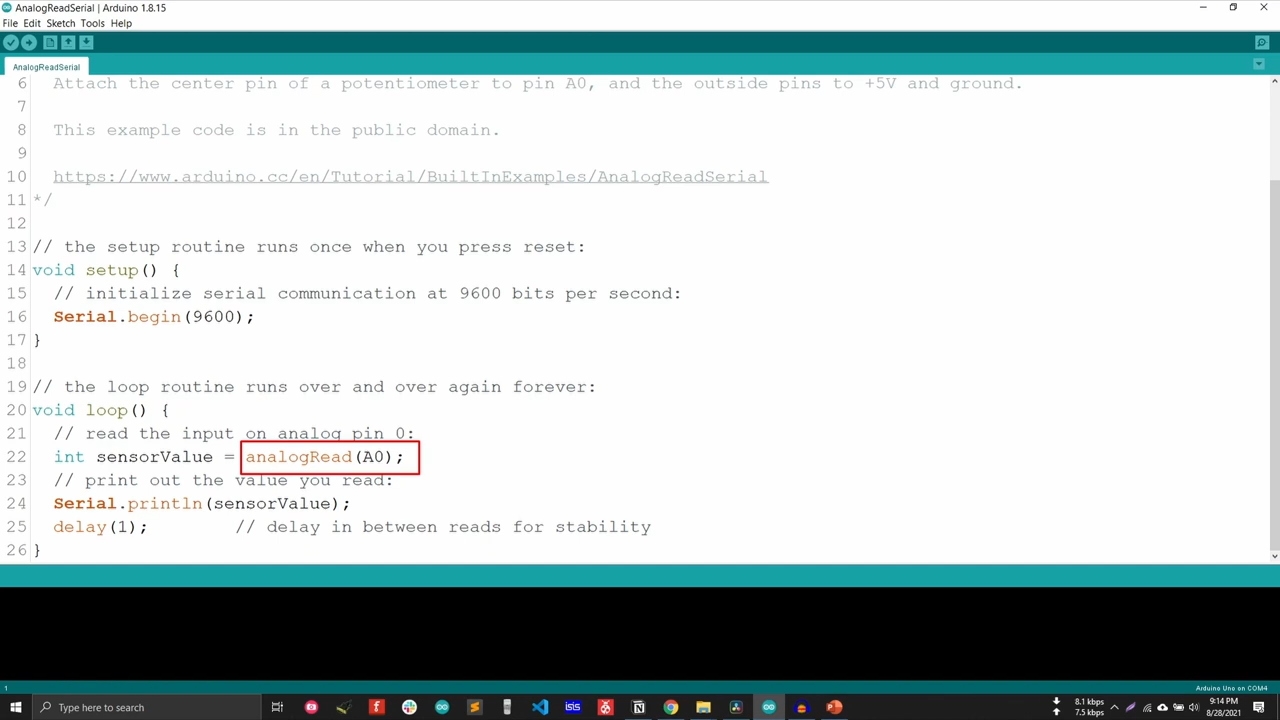 AnalogReadSerial | Arduino 1.8.15
File Edit Sketch Tools Help
AnalogReadSerial
6 Attach the center pin of a potentiometer to pin A0, and the outside pins to +5V and ground.
7
8 This example code is in the public domain.
9
10 https://www.arduino.cc/en/Tutorial/BuiltInExamples/AnalogReadSerial
11 */
12
13 // the setup routine runs once when you press reset:
14 void setup() {
15 // initialize serial communication at 9600 bits per second:
16 Serial.begin(9600);
17 }
18
19 // the loop routine runs over and over again forever:
20 void loop() {
21 // read the input on analog pin 0:
22 int sensorValue = analogRead(A0);
23 // print out the value you read:
24 Serial.println(sensorValue);
25 delay(1); // delay in between reads for stability
26 }
1
Arduino Uno on COM4
Type here to search
isis
8.1 kbps
7.5 kbps
9:14 PM
8/28/2021